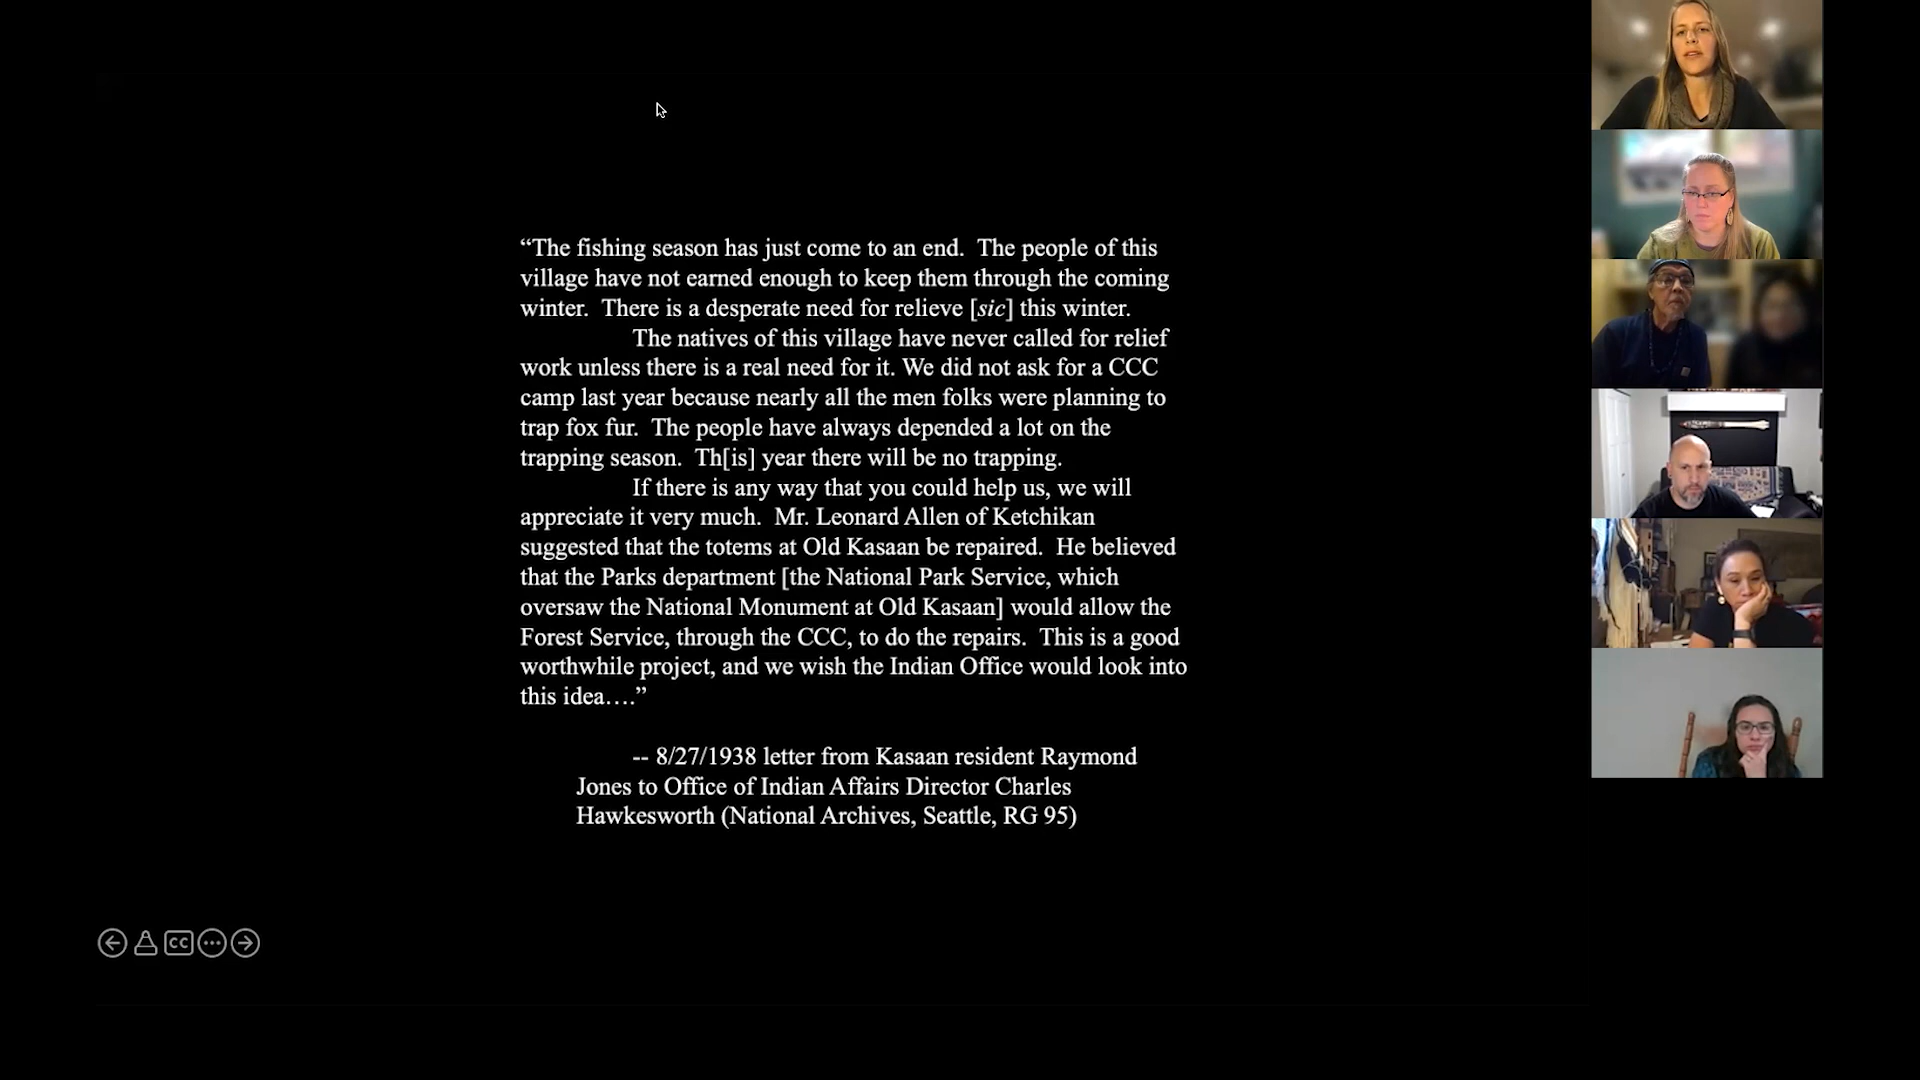 “The fishing season has just come to an end. The people of this
village have not earned enough to keep them through the coming
winter. There is a desperate need for relieve [sic] this winter.
The natives of this village have never called for relief
work unless there is a real need for it. We did not ask for a CCC
camp last year because nearly all the men folks were planning to
trap fox fur. The people have always depended a lot on the
trapping season. Th[is] year there will be no trapping.
If there is any way that you could help us, we will
appreciate it very much. Mr. Leonard Allen of Ketchikan
suggested that the totems at Old Kasaan be repaired. He believed
that the Parks department [the National Park Service, which
oversaw the National Monument at Old Kasaan] would allow the
Forest Service, through the CCC, to do the repairs. This is a good
worthwhile project, and we wish the Indian Office would look into
this idea….”
-- 8/27/1938 letter from Kasaan resident Raymond
Jones to Office of Indian Affairs Director Charles
Hawkesworth (National Archives, Seattle, RG 95)
CC